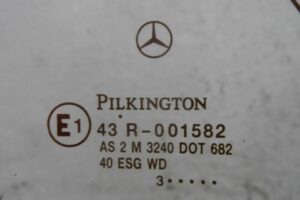 PILKINGTON
E1 43 R-001582
AS 2 M 3240 DOT 682
40 ESG WD
3•••••